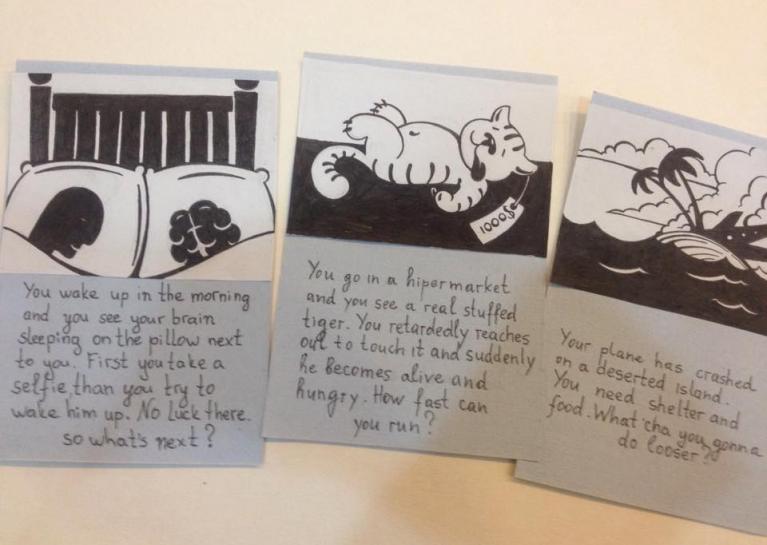 You wake up in the morning
and you see your brain
sleeping on the pillow next
to you. First you take a
selfie, than you try to
wake him up. No luck there.
so what's next?
1000$
You go in a hipermarket
and you see a real stuffed
tiger. You retardedly reaches
out to touch it and suddenly
he becomes alive and
hungry. How fast can
you run?
Your plane has crashed
on a deserted island.
You need shelter and
food. What'cha you gonna
do looser?